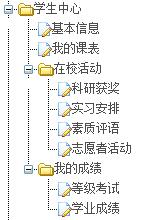 学生中心
基本信息
我的课表
在校活动
科研获奖
实习安排
素质评语
志愿者活动
我的成绩
等级考试
学业成绩